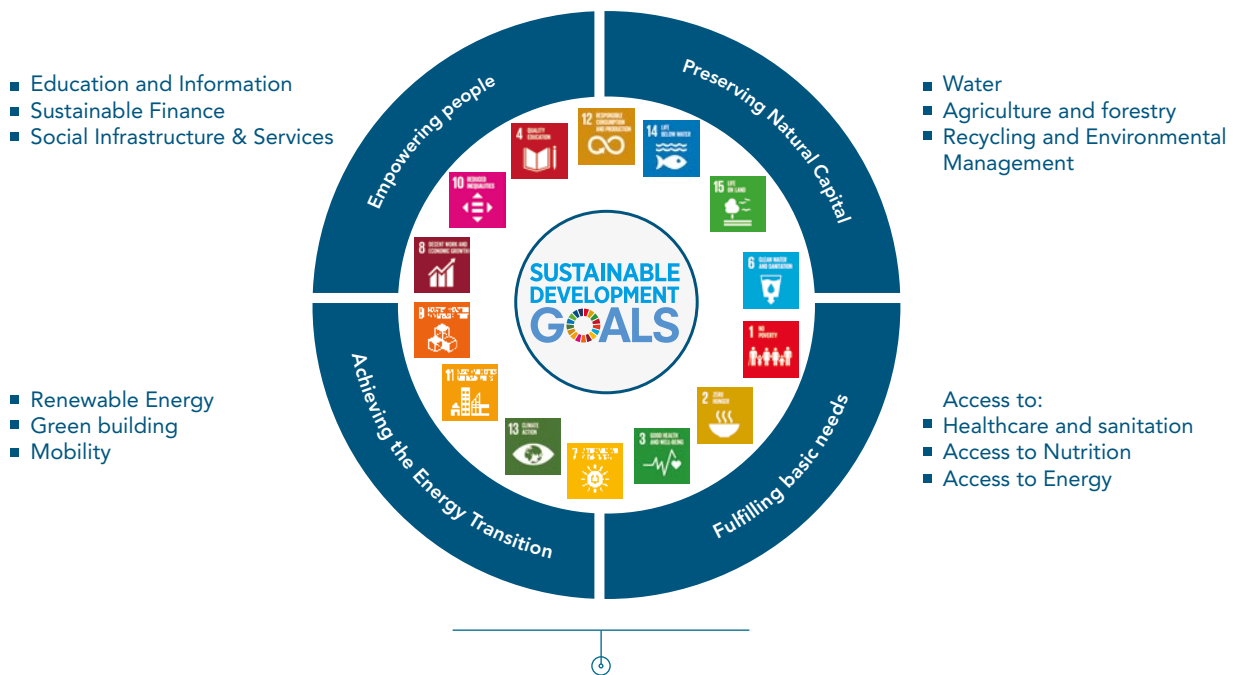 Education and Information
Sustainable Finance
Social Infrastructure & Services
Empowering people
Preserving Natural Capital
Water
Agriculture and forestry
Recycling and Environmental
Management
4 QUALITY
EDUCATION
12 RESPONSIBLE
CONSUMPTION
AND PRODUCTION
14 LIFE
BELOW WATER
10 REDUCED
INEQUALITIES
15 LIFE
ON LAND
8 DECENT WORK AND
ECONOMIC GROWTH
6 CLEAN WATER
AND SANITATION
SUSTAINABLE
DEVELOPMENT
GOALS
9
1 NO
POVERTY
11
2 ZERO
HUNGER
13 CLIMATE
ACTION
3 GOOD HEALTH
AND WELL-BEING
7
Achieving the Energy Transition
Fulfilling basic needs
Renewable Energy
Green building
Mobility
Access to:
Healthcare and sanitation
Access to Nutrition
Access to Energy